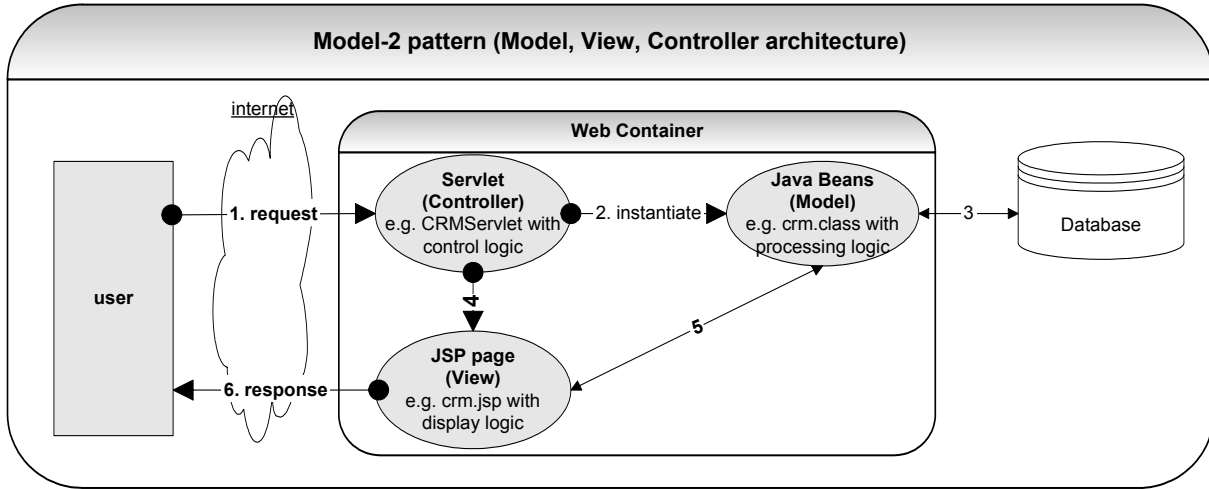 Model-2 pattern (Model, View, Controller architecture)
internet
Web Container
Servlet
(Controller)
e.g. CRMServlet with
control logic
Java Beans
(Model)
e.g. crm.class with
processing logic
1. request
2. instantiate
3
Database
user
4
5
JSP page
(View)
e.g. crm.jsp with
display logic
6. response